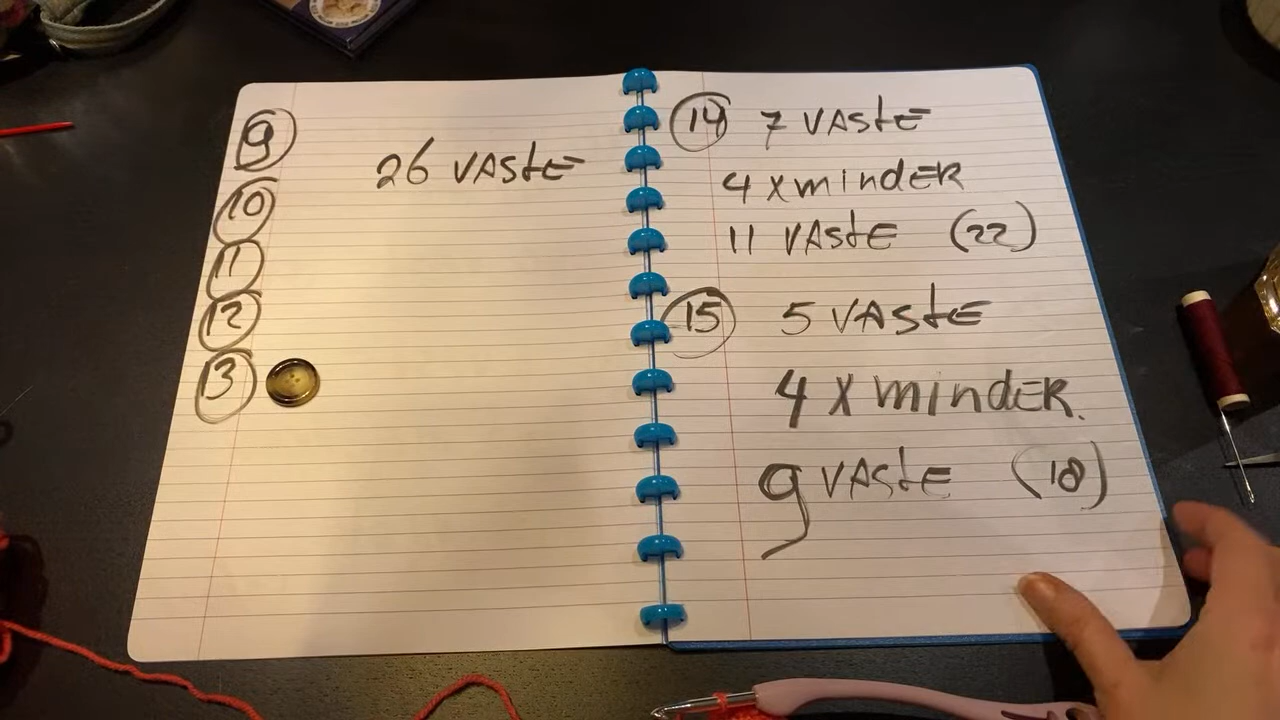 9
26 VASTE
10
11
12
13
14 7 VASTE
4 x mindER
11 VASTE (22)
15 5 VASTE
4 x mindER.
9 VASTE (18)